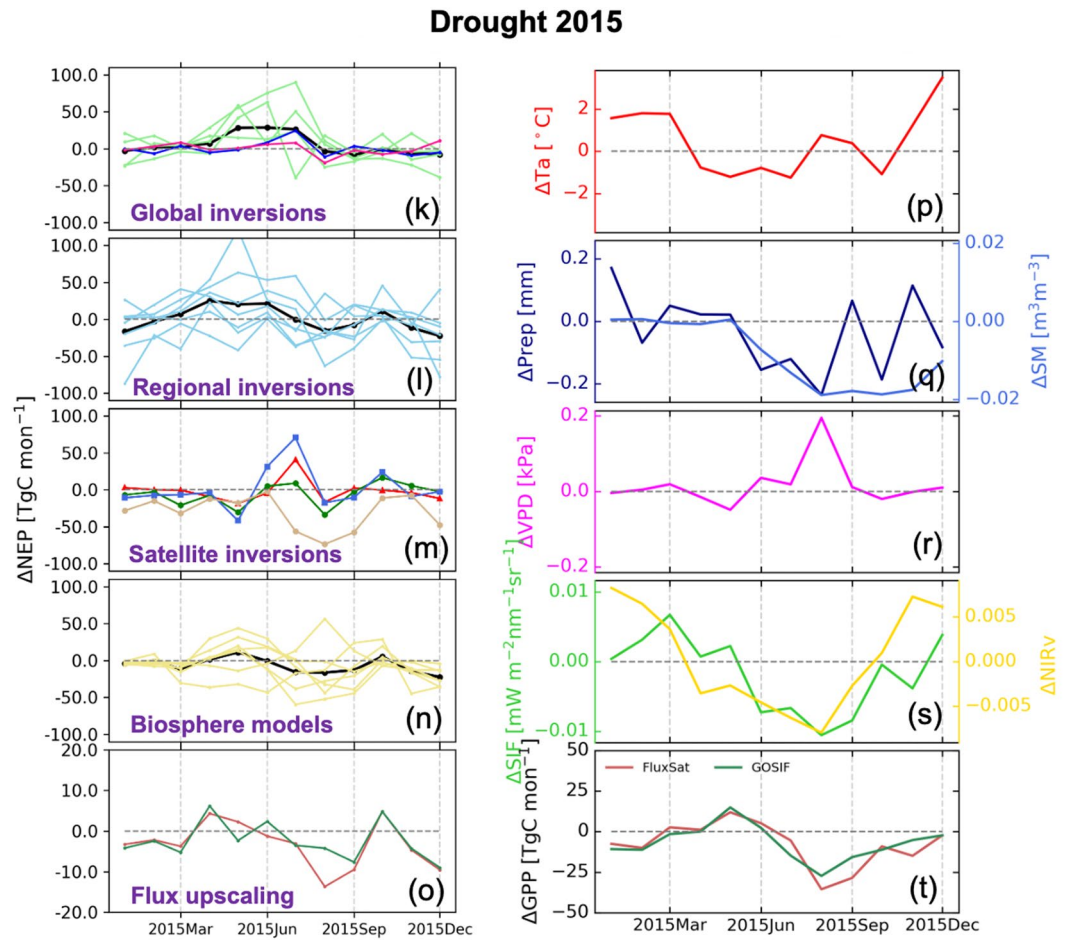 Drought 2015
ΔNEP [TgC mon⁻¹]
100.0
50.0
0.0
-50.0
-100.0
Global inversions
(k)
100.0
50.0
0.0
-50.0
-100.0
Regional inversions
(l)
100.0
50.0
0.0
-50.0
-100.0
Satellite inversions
(m)
100.0
50.0
0.0
-50.0
-100.0
Biosphere models
(n)
20.0
10.0
0.0
-10.0
-20.0
Flux upscaling
(o)
2015Mar 2015Jun 2015Sep 2015Dec
ΔTa [°C]
2
0
−2
(p)
ΔPrep [mm]
0.2
0.0
−0.2
(q)
0.02
0.00
−0.02
ΔSM [m³m⁻³]
ΔVPD [kPa]
0.2
0.0
−0.2
(r)
ΔSIF [mW m⁻²nm⁻¹sr⁻¹]
0.01
0.00
−0.01
(s)
0.005
0.000
−0.005
ΔNIRv
ΔGPP [TgC mon⁻¹]
50
25
0
−25
−50
FluxSat GOSIF
(t)
2015Mar 2015Jun 2015Sep 2015Dec